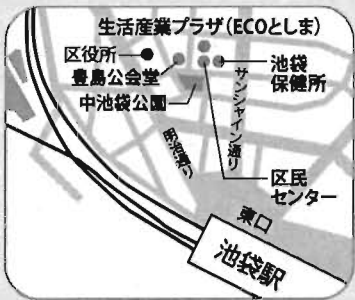 生活産業プラザ(ECOとしま)
区役所
豊島公会堂
中池袋公園
池袋
保健所
サンシャイン通り
明治通り
区民
センター
東口
池袋駅